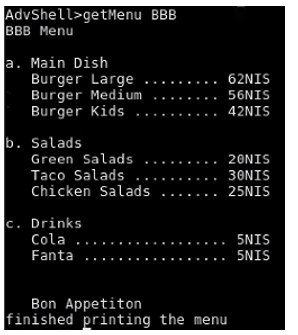 AdvShell>getMenu BBB
BBB Menu
a. Main Dish
Burger Large ......... 62NIS
Burger Medium ........ 56NIS
Burger Kids .......... 42NIS
b. Salads
Green Salads ......... 20NIS
Taco Salads .......... 30NIS
Chicken Salads ....... 25NIS
c. Drinks
Cola .................. 5NIS
Fanta ................. 5NIS
Bon Appetiton
finished printing the menu